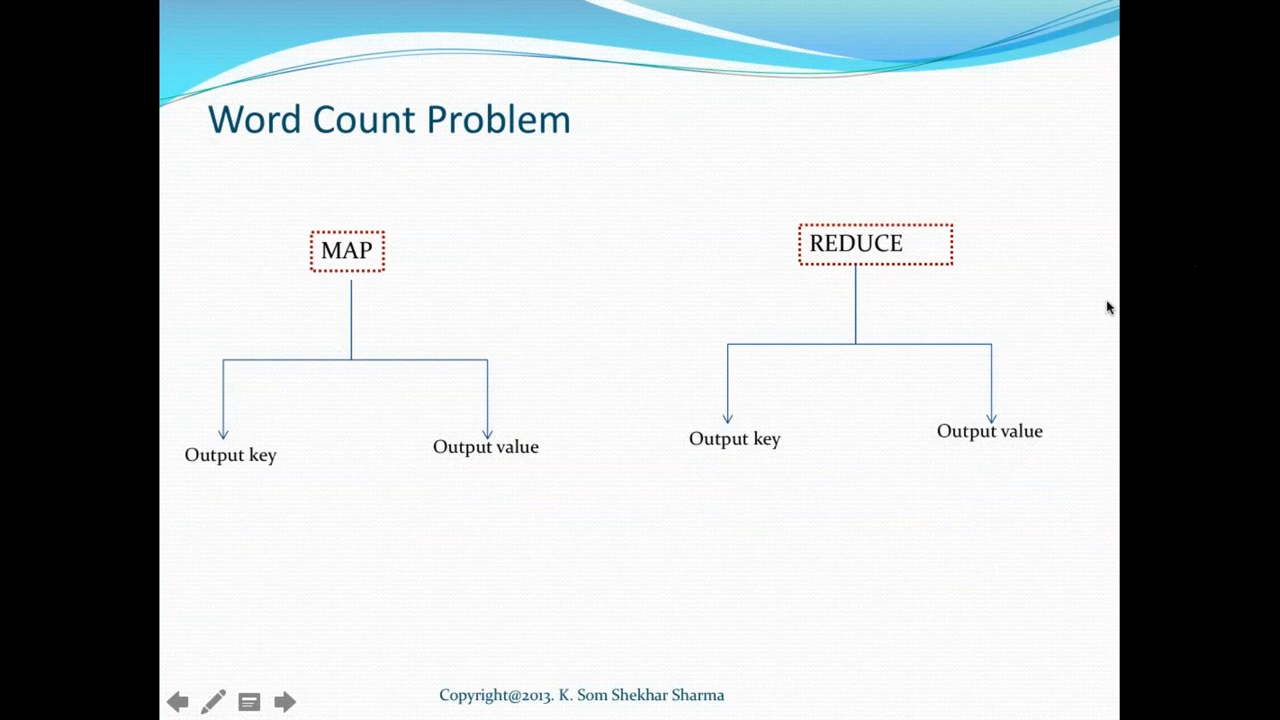 Word Count Problem
MAP
REDUCE
Output key
Output value
Output key
Output value
Copyright@2013. K. Som Shekhar Sharma